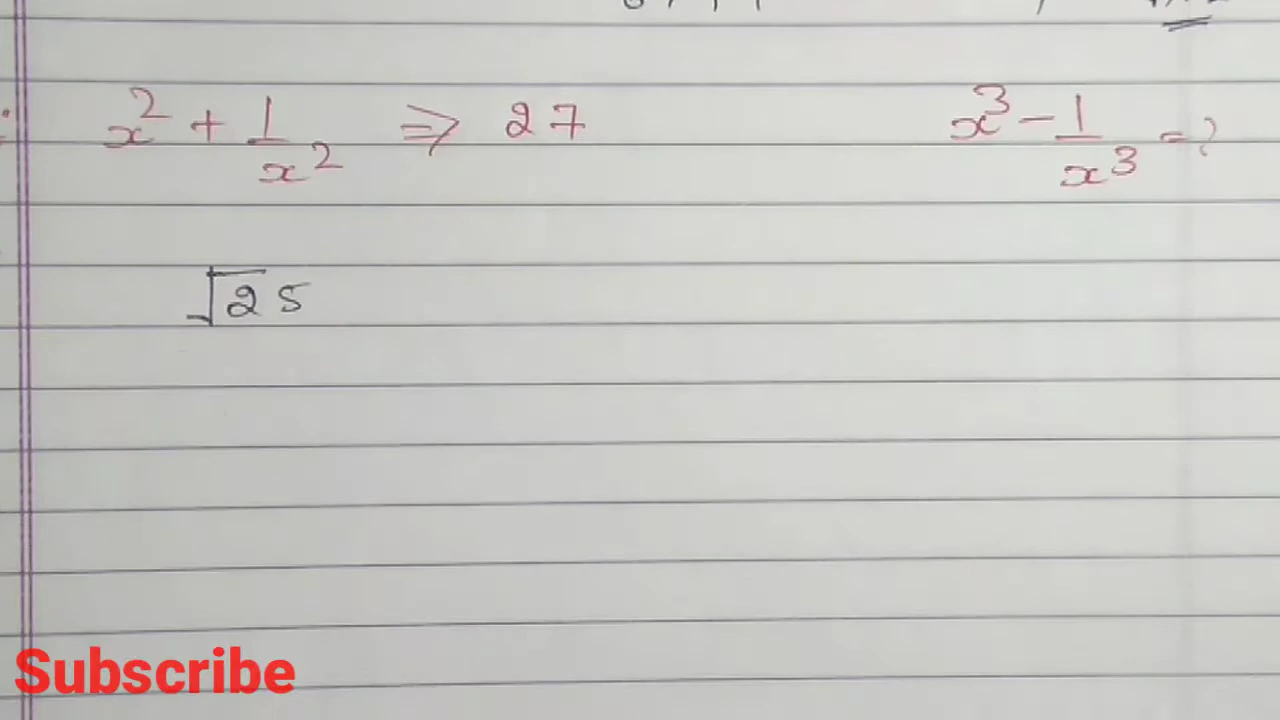 x² + 1/x² ⇒ 27 x³ - 1/x³ = ?
√25
Subscribe